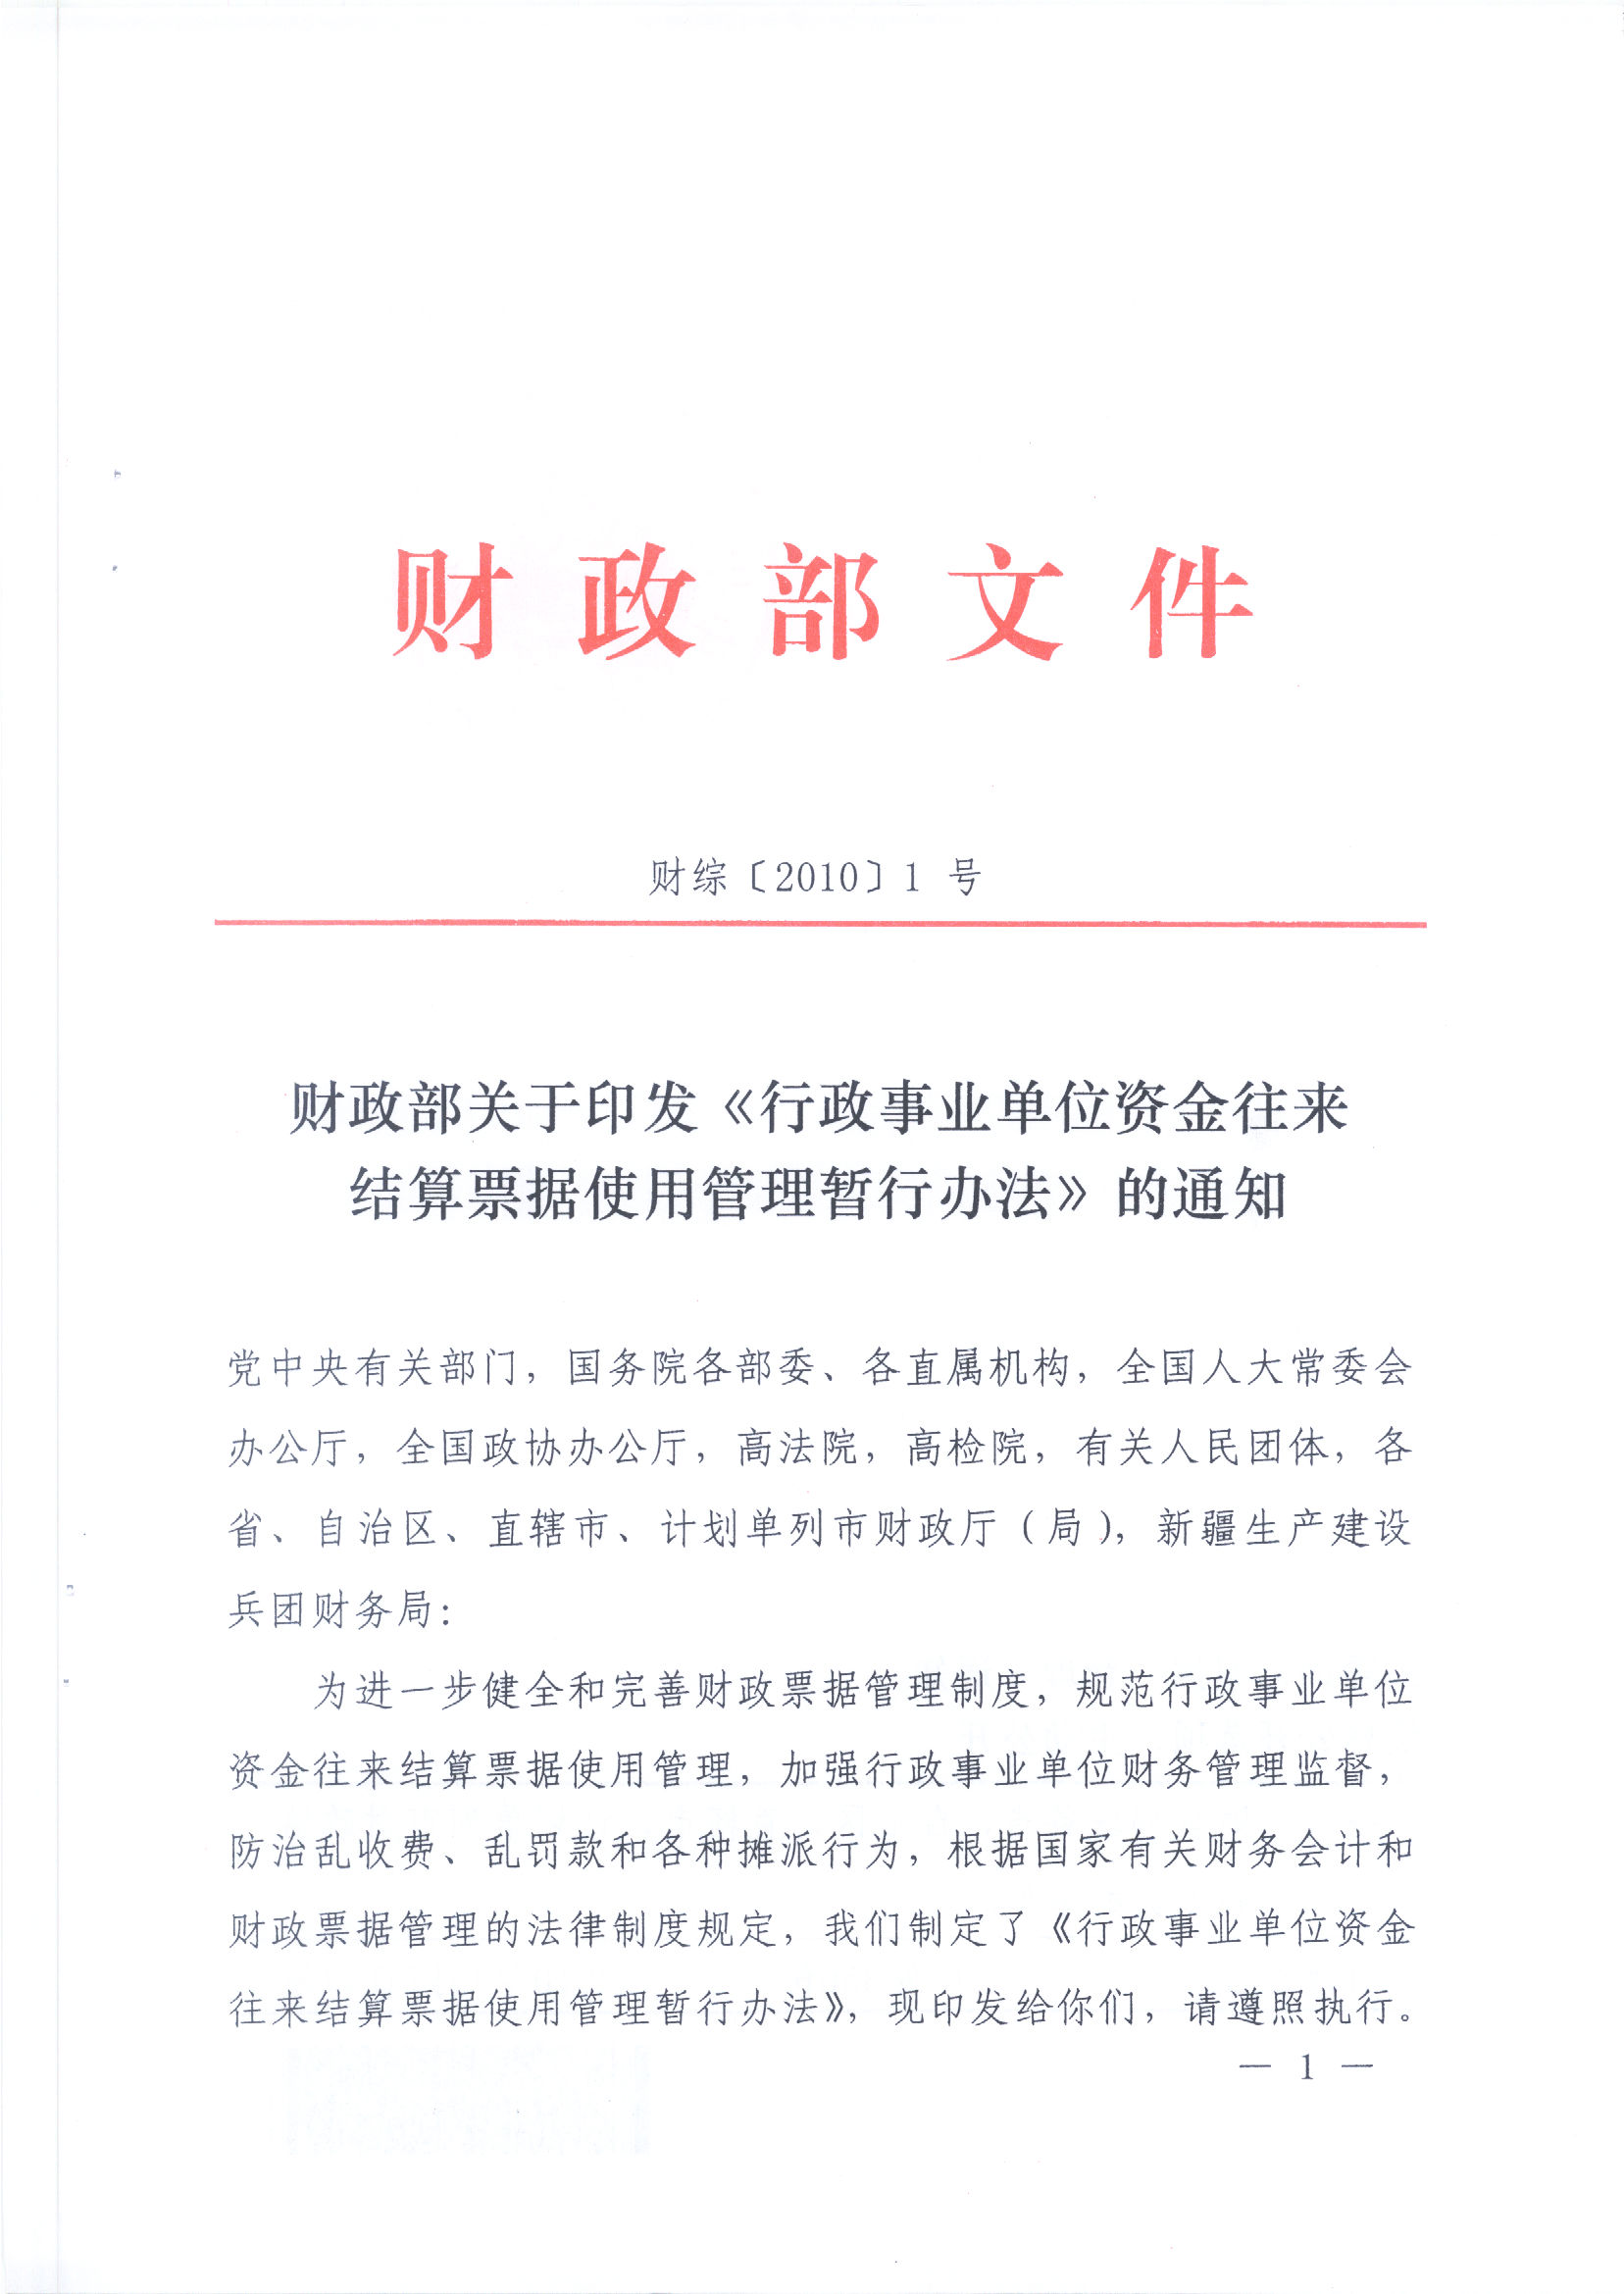 财政部文件
财综〔2010〕1 号
财政部关于印发《行政事业单位资金往来
结算票据使用管理暂行办法》的通知
党中央有关部门，国务院各部委、各直属机构，全国人大常委会
办公厅，全国政协办公厅，高法院，高检院，有关人民团体，各
省、自治区、直辖市、计划单列市财政厅（局），新疆生产建设
兵团财务局：
为进一步健全和完善财政票据管理制度，规范行政事业单位
资金往来结算票据使用管理，加强行政事业单位财务管理监督，
防治乱收费、乱罚款和各种摊派行为，根据国家有关财务会计和
财政票据管理的法律制度规定，我们制定了《行政事业单位资金
往来结算票据使用管理暂行办法》，现印发给你们，请遵照执行。
— 1 —